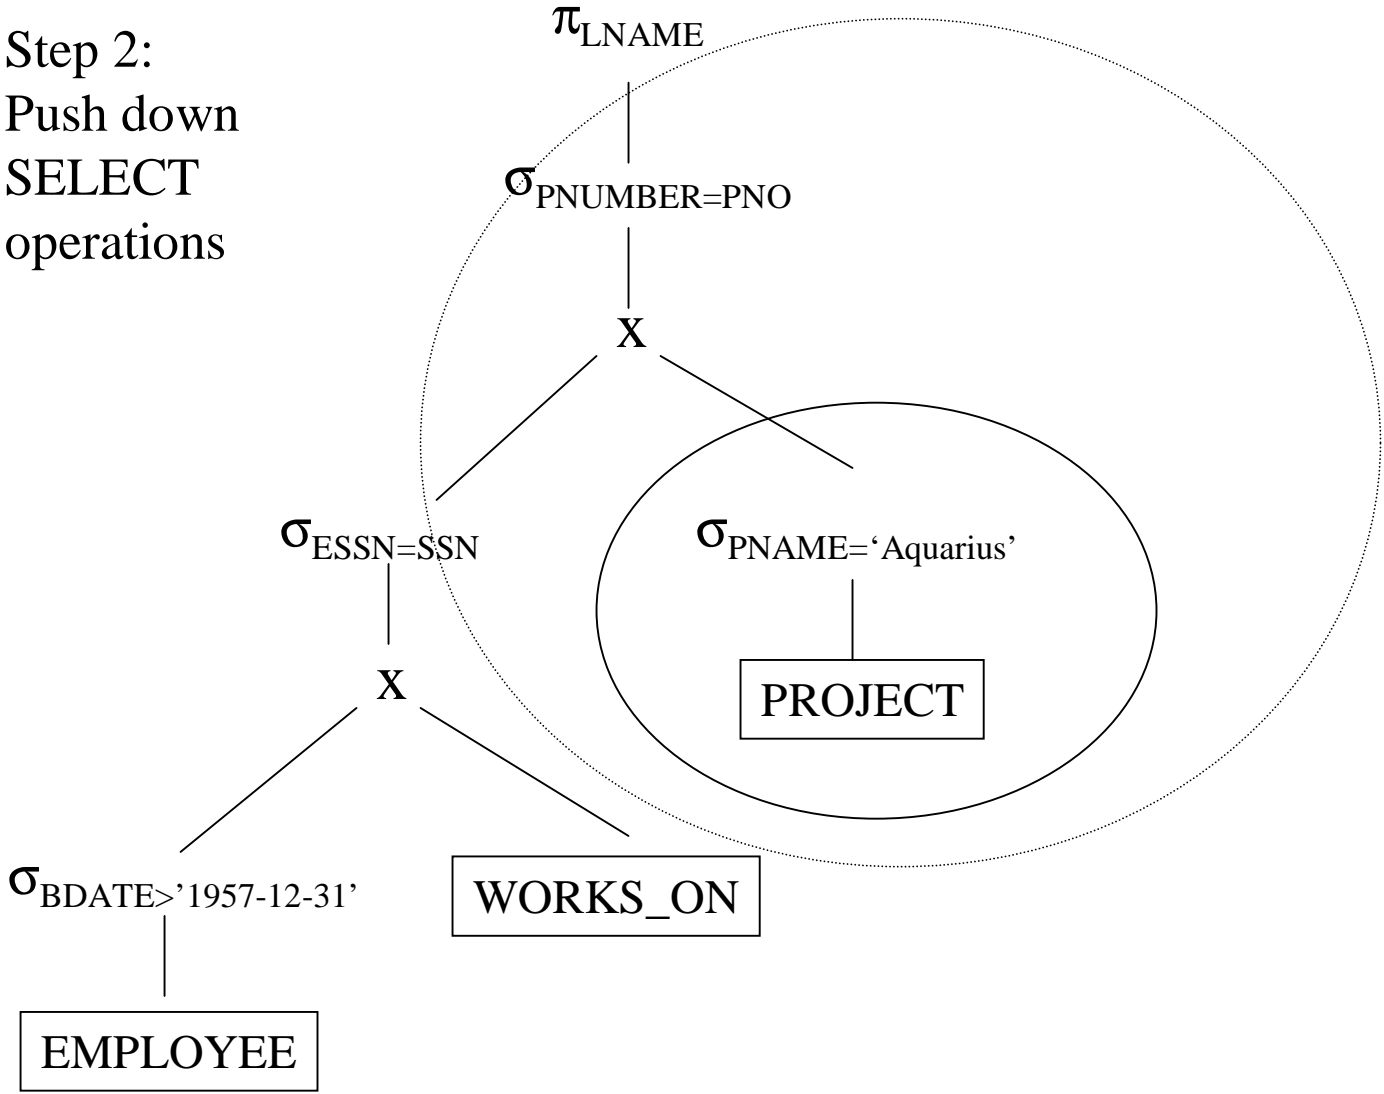 Step 2:
Push down
SELECT
operations
πLNAME
σPNUMBER=PNO
x
σESSN=SSN
σPNAME=‘Aquarius’
x
PROJECT
σBDATE>’1957-12-31’
WORKS_ON
EMPLOYEE